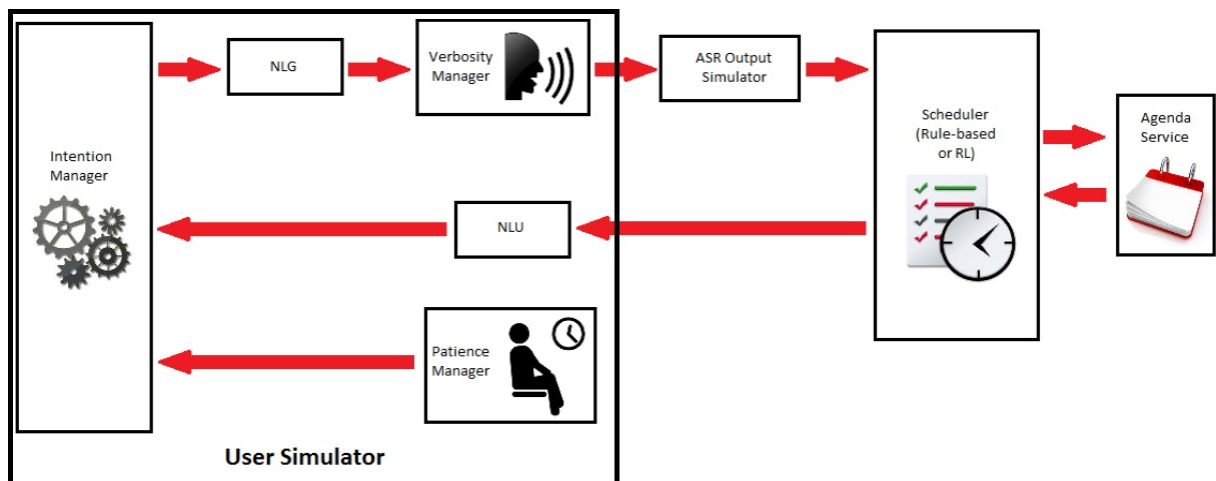 NLG
Verbosity
Manager
ASR Output
Simulator
Scheduler
(Rule-based
or RL)
Agenda
Service
Intention
Manager
NLU
Patience
Manager
User Simulator